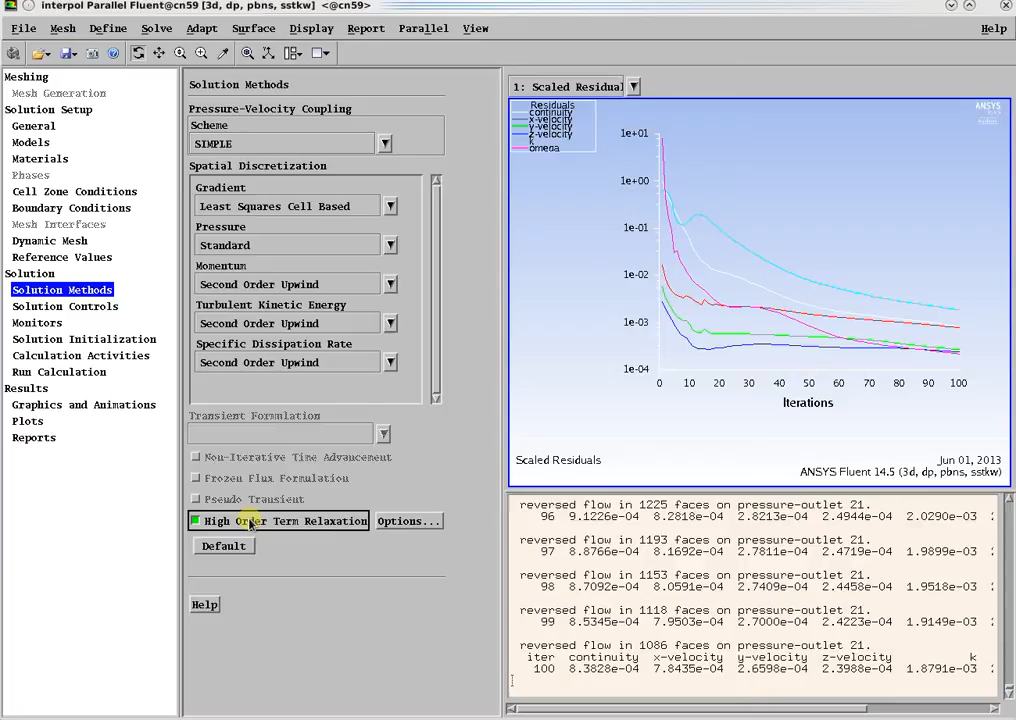 interpol Parallel Fluent@cn59 [3d, dp, pbns, sstkw] <@cn59>
File Mesh Define Solve Adapt Surface Display Report Parallel View Help
Meshing
Mesh Generation
Solution Setup
General
Models
Materials
Phases
Cell Zone Conditions
Boundary Conditions
Mesh Interfaces
Dynamic Mesh
Reference Values
Solution
Solution Methods
Solution Controls
Monitors
Solution Initialization
Calculation Activities
Run Calculation
Results
Graphics and Animations
Plots
Reports
Solution Methods
Pressure-Velocity Coupling
Scheme
SIMPLE
Spatial Discretization
Gradient
Least Squares Cell Based
Pressure
Standard
Momentum
Second Order Upwind
Turbulent Kinetic Energy
Second Order Upwind
Specific Dissipation Rate
Second Order Upwind
Transient Formulation
Non-Iterative Time Advancement
Frozen Flux Formulation
Pseudo Transient
High Order Term Relaxation Options...
Default
Help
1: Scaled Residual
Residuals
continuity
x-velocity
y-velocity
z-velocity
k
omega
ANSYS
1e+01
1e+00
1e-01
1e-02
1e-03
1e-04
0 10 20 30 40 50 60 70 80 90 100
Iterations
Scaled Residuals
Jun 01, 2013
ANSYS Fluent 14.5 (3d, dp, pbns, sstkw)
reversed flow in 1225 faces on pressure-outlet 21.
96 9.1226e-04 8.2818e-04 2.8213e-04 2.4944e-04 2.0290e-03
reversed flow in 1193 faces on pressure-outlet 21.
97 8.8766e-04 8.1692e-04 2.7811e-04 2.4719e-04 1.9899e-03
reversed flow in 1153 faces on pressure-outlet 21.
98 8.7092e-04 8.0591e-04 2.7409e-04 2.4458e-04 1.9518e-03
reversed flow in 1118 faces on pressure-outlet 21.
99 8.5345e-04 7.9503e-04 2.7000e-04 2.4223e-04 1.9149e-03
reversed flow in 1086 faces on pressure-outlet 21.
iter continuity x-velocity y-velocity z-velocity k
100 8.3828e-04 7.8435e-04 2.6598e-04 2.3988e-04 1.8791e-03